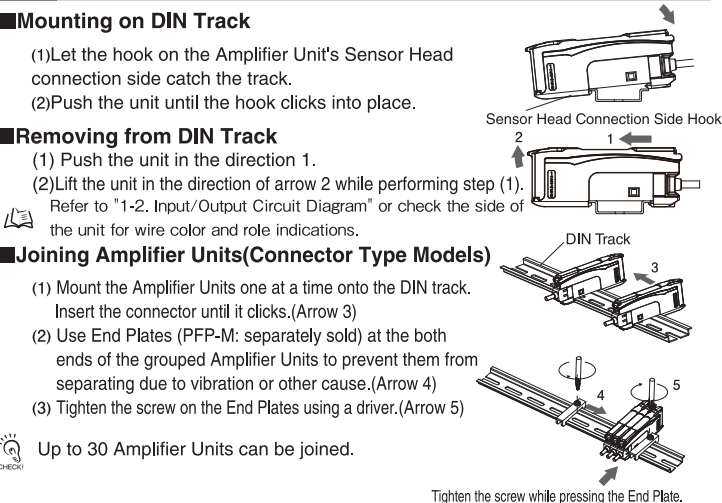 ■Mounting on DIN Track
(1)Let the hook on the Amplifier Unit's Sensor Head
connection side catch the track.
(2)Push the unit until the hook clicks into place.
Sensor Head Connection Side Hook
■Removing from DIN Track
(1) Push the unit in the direction 1.
(2)Lift the unit in the direction of arrow 2 while performing step (1).
Refer to "1-2. Input/Output Circuit Diagram" or check the side of
the unit for wire color and role indications.
2
1
■Joining Amplifier Units(Connector Type Models)
(1) Mount the Amplifier Units one at a time onto the DIN track.
Insert the connector until it clicks.(Arrow 3)
(2) Use End Plates (PFP-M: separately sold) at the both
ends of the grouped Amplifier Units to prevent them from
separating due to vibration or other cause.(Arrow 4)
(3) Tighten the screw on the End Plates using a driver.(Arrow 5)
DIN Track
3
4
5
CHECK!
Up to 30 Amplifier Units can be joined.
Tighten the screw while pressing the End Plate.